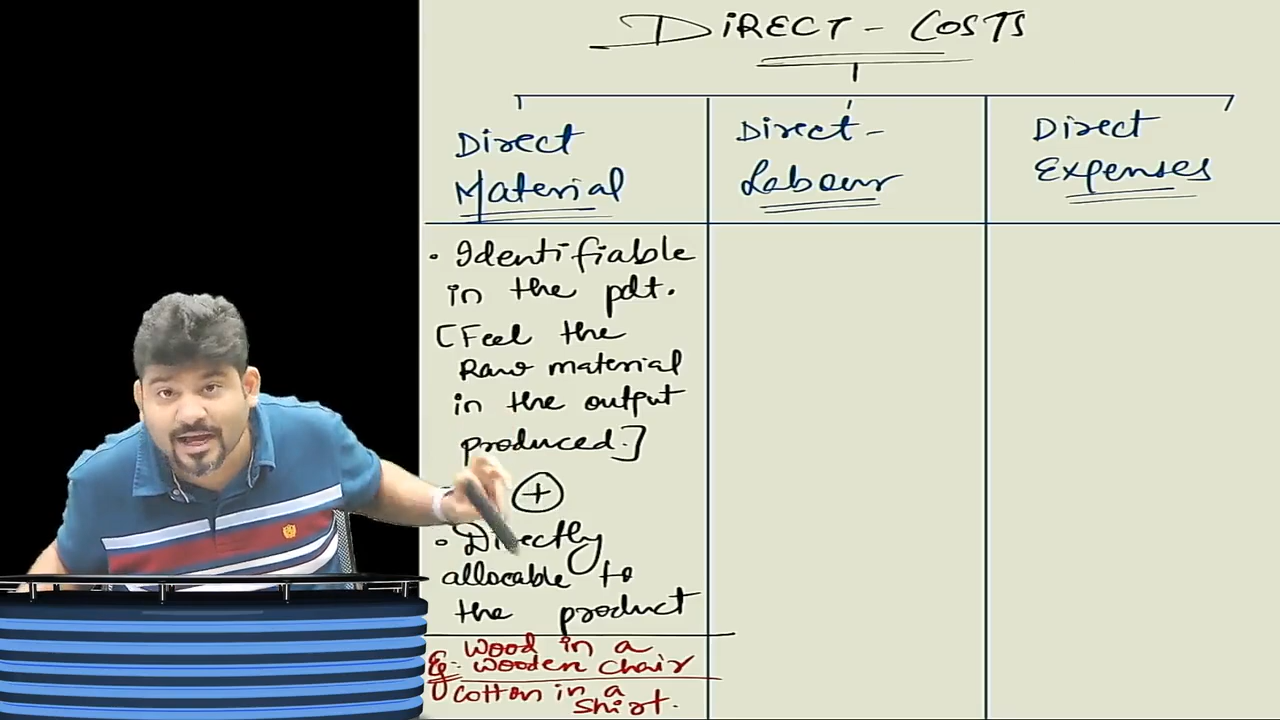 DIRECT - COSTS
Direct
Material
Direct -
Labour
Direct
Expenses
• Identifiable
in the pdt.
[Feel the
Raw material
in the output
produced.]
+
• Directly
allocable to
the product
Eg:- Wood in a
wooden chair
Cotton in a
Shirt.